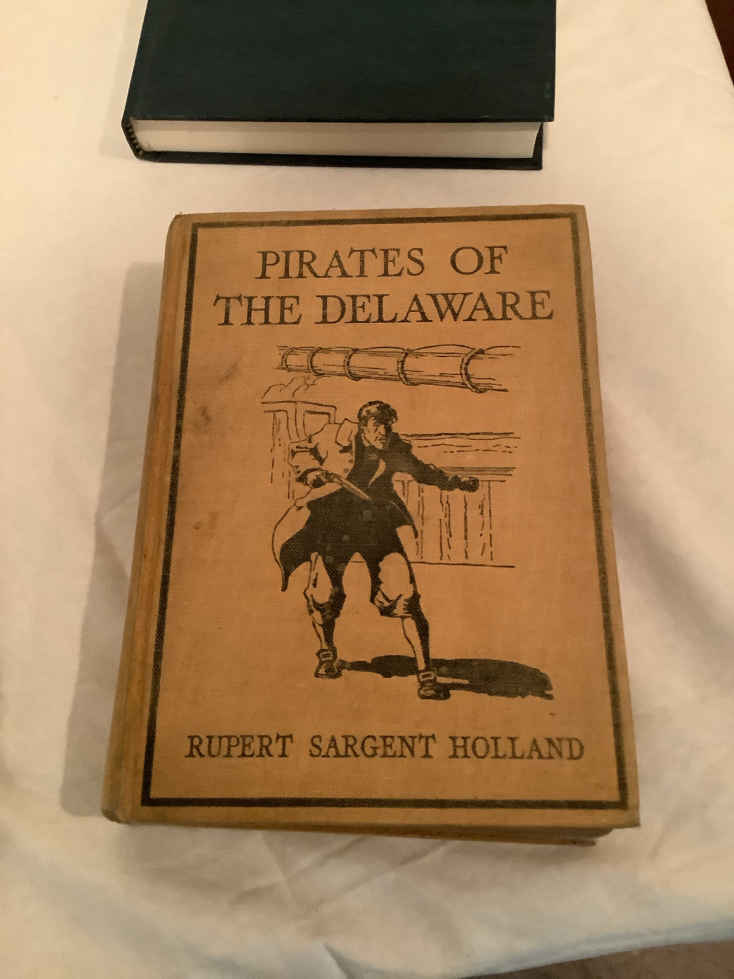 PIRATES OF
THE DELAWARE
RUPERT SARGENT HOLLAND